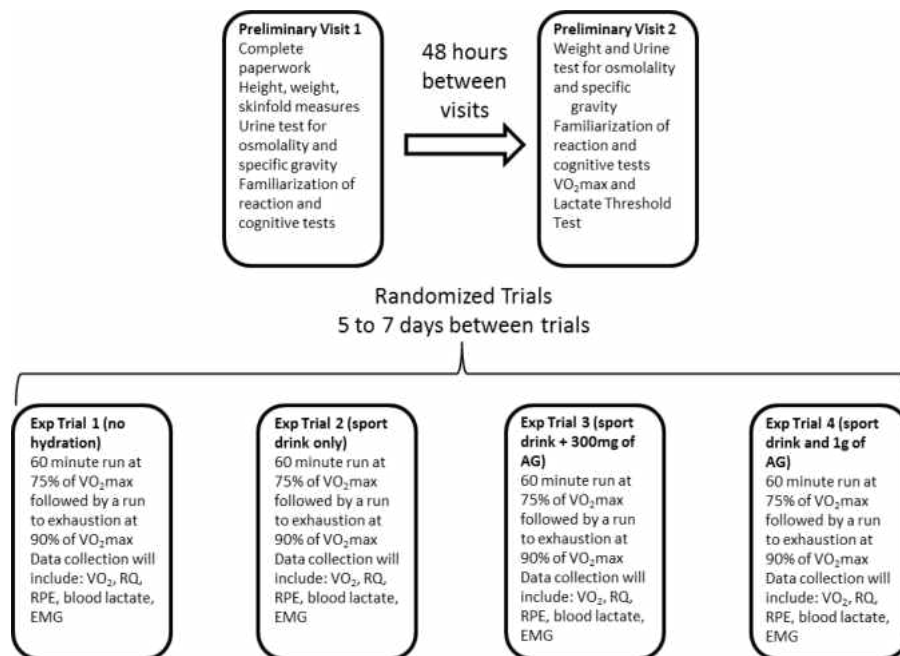 Preliminary Visit 1
Complete
paperwork
Height, weight,
skinfold measures
Urine test for
osmolality and
specific gravity
Familiarization of
reaction and
cognitive tests
48 hours
between
visits
Preliminary Visit 2
Weight and Urine
test for osmolality
and specific
gravity
Familiarization of
reaction and
cognitive tests
VO₂max and
Lactate Threshold
Test
Randomized Trials
5 to 7 days between trials
Exp Trial 1 (no
hydration)
60 minute run at
75% of VO₂max
followed by a run
to exhaustion at
90% of VO₂max
Data collection will
include: VO₂, RQ,
RPE, blood lactate,
EMG
Exp Trial 2 (sport
drink only)
60 minute run at
75% of VO₂max
followed by a run
to exhaustion at
90% of VO₂max
Data collection will
include: VO₂, RQ,
RPE, blood lactate,
EMG
Exp Trial 3 (sport
drink + 300mg of
AG)
60 minute run at
75% of VO₂max
followed by a run
to exhaustion at
90% of VO₂max
Data collection will
include: VO₂, RQ,
RPE, blood lactate,
EMG
Exp Trial 4 (sport
drink and 1g of
AG)
60 minute run at
75% of VO₂max
followed by a run
to exhaustion at
90% of VO₂max
Data collection will
include: VO₂, RQ,
RPE, blood lactate,
EMG